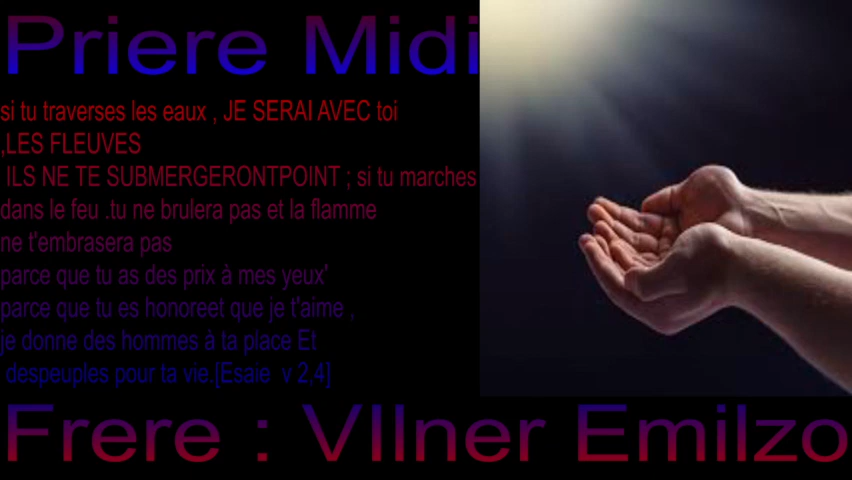 Priere Midi
si tu traverses les eaux , JE SERAI AVEC toi
,LES FLEUVES
ILS NE TE SUBMERGERONTPOINT ; si tu marches
dans le feu .tu ne brulera pas et la flamme
ne t'embrasera pas
parce que tu as des prix à mes yeux'
parce que tu es honoreet que je t'aime ,
je donne des hommes à ta place Et
despeuples pour ta vie.[Esaie v 2,4]
Frere : VIlner Emilzo